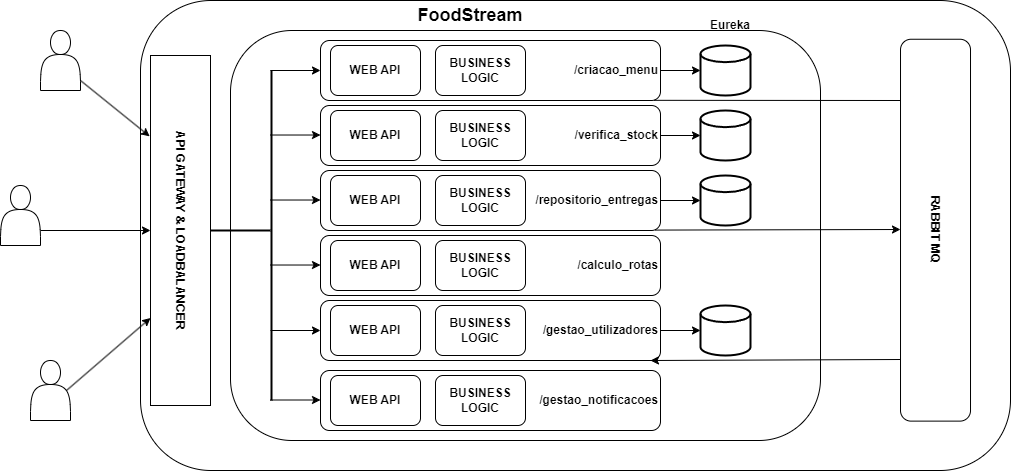 FoodStream
Eureka
API GATEWAY & LOADBALANCER
WEB API
BUSINESS
LOGIC
/criacao_menu
WEB API
BUSINESS
LOGIC
/verifica_stock
WEB API
BUSINESS
LOGIC
/repositorio_entregas
WEB API
BUSINESS
LOGIC
/calculo_rotas
WEB API
BUSINESS
LOGIC
/gestao_utilizadores
WEB API
BUSINESS
LOGIC
/gestao_notificacoes
RABBIT MQ